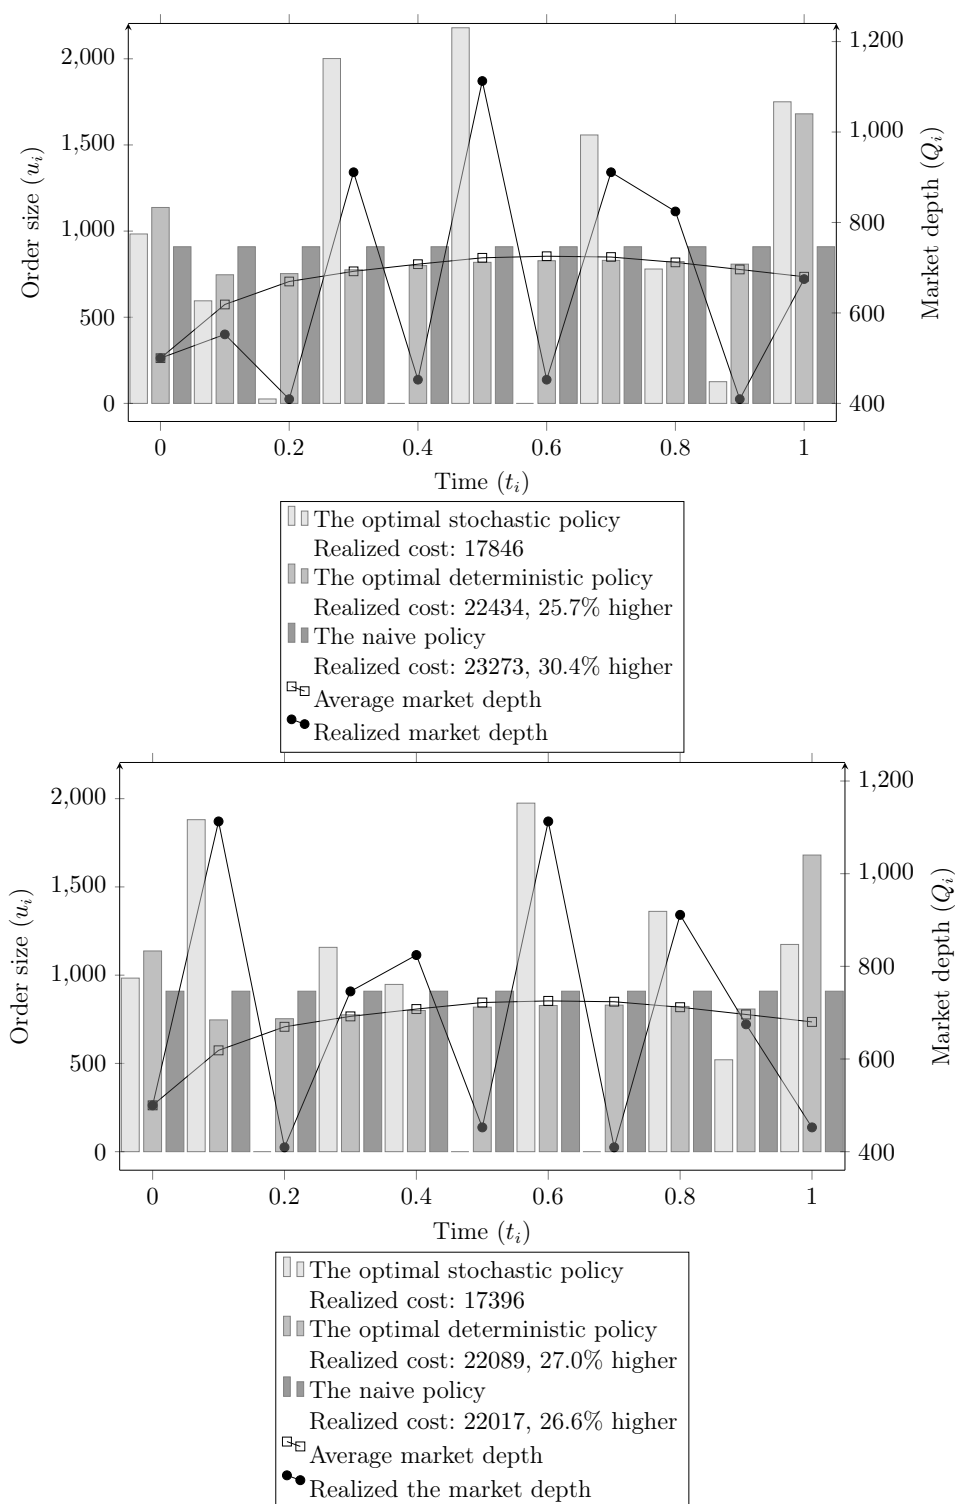 2,000
1,500
1,000
500
0
Order size (u_i)
1,200
1,000
800
600
400
Market depth (Q_i)
0 0.2 0.4 0.6 0.8 1
Time (t_i)
The optimal stochastic policy
Realized cost: 17846
The optimal deterministic policy
Realized cost: 22434, 25.7% higher
The naive policy
Realized cost: 23273, 30.4% higher
Average market depth
Realized market depth
2,000
1,500
1,000
500
0
Order size (u_i)
1,200
1,000
800
600
400
Market depth (Q_i)
0 0.2 0.4 0.6 0.8 1
Time (t_i)
The optimal stochastic policy
Realized cost: 17396
The optimal deterministic policy
Realized cost: 22089, 27.0% higher
The naive policy
Realized cost: 22017, 26.6% higher
Average market depth
Realized the market depth